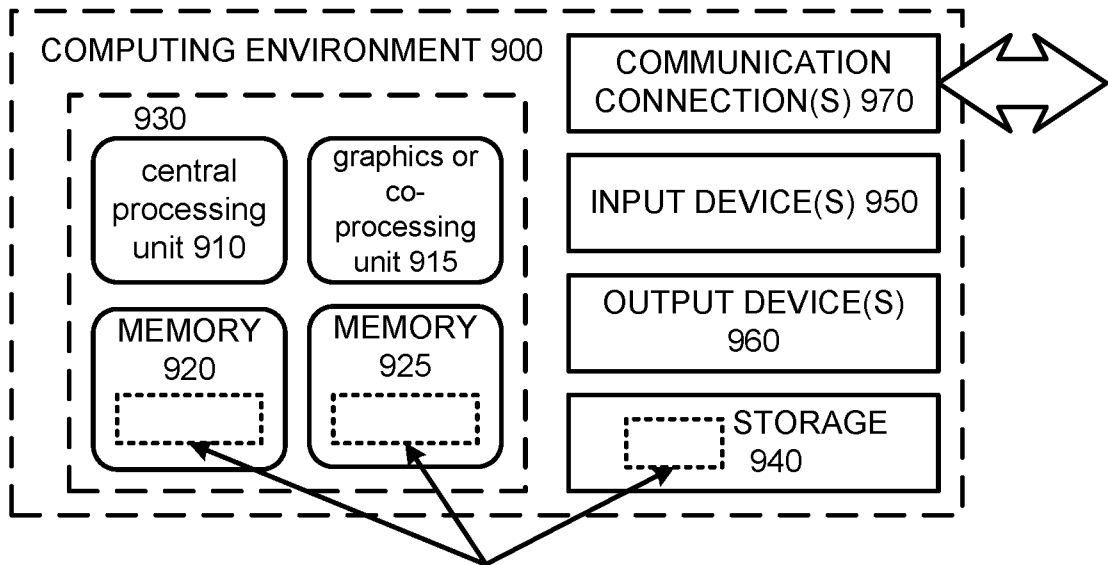 COMPUTING ENVIRONMENT 900
930
central
processing
unit 910
graphics or
co-
processing
unit 915
MEMORY
920
MEMORY
925
COMMUNICATION
CONNECTION(S) 970
INPUT DEVICE(S) 950
OUTPUT DEVICE(S)
960
STORAGE
940